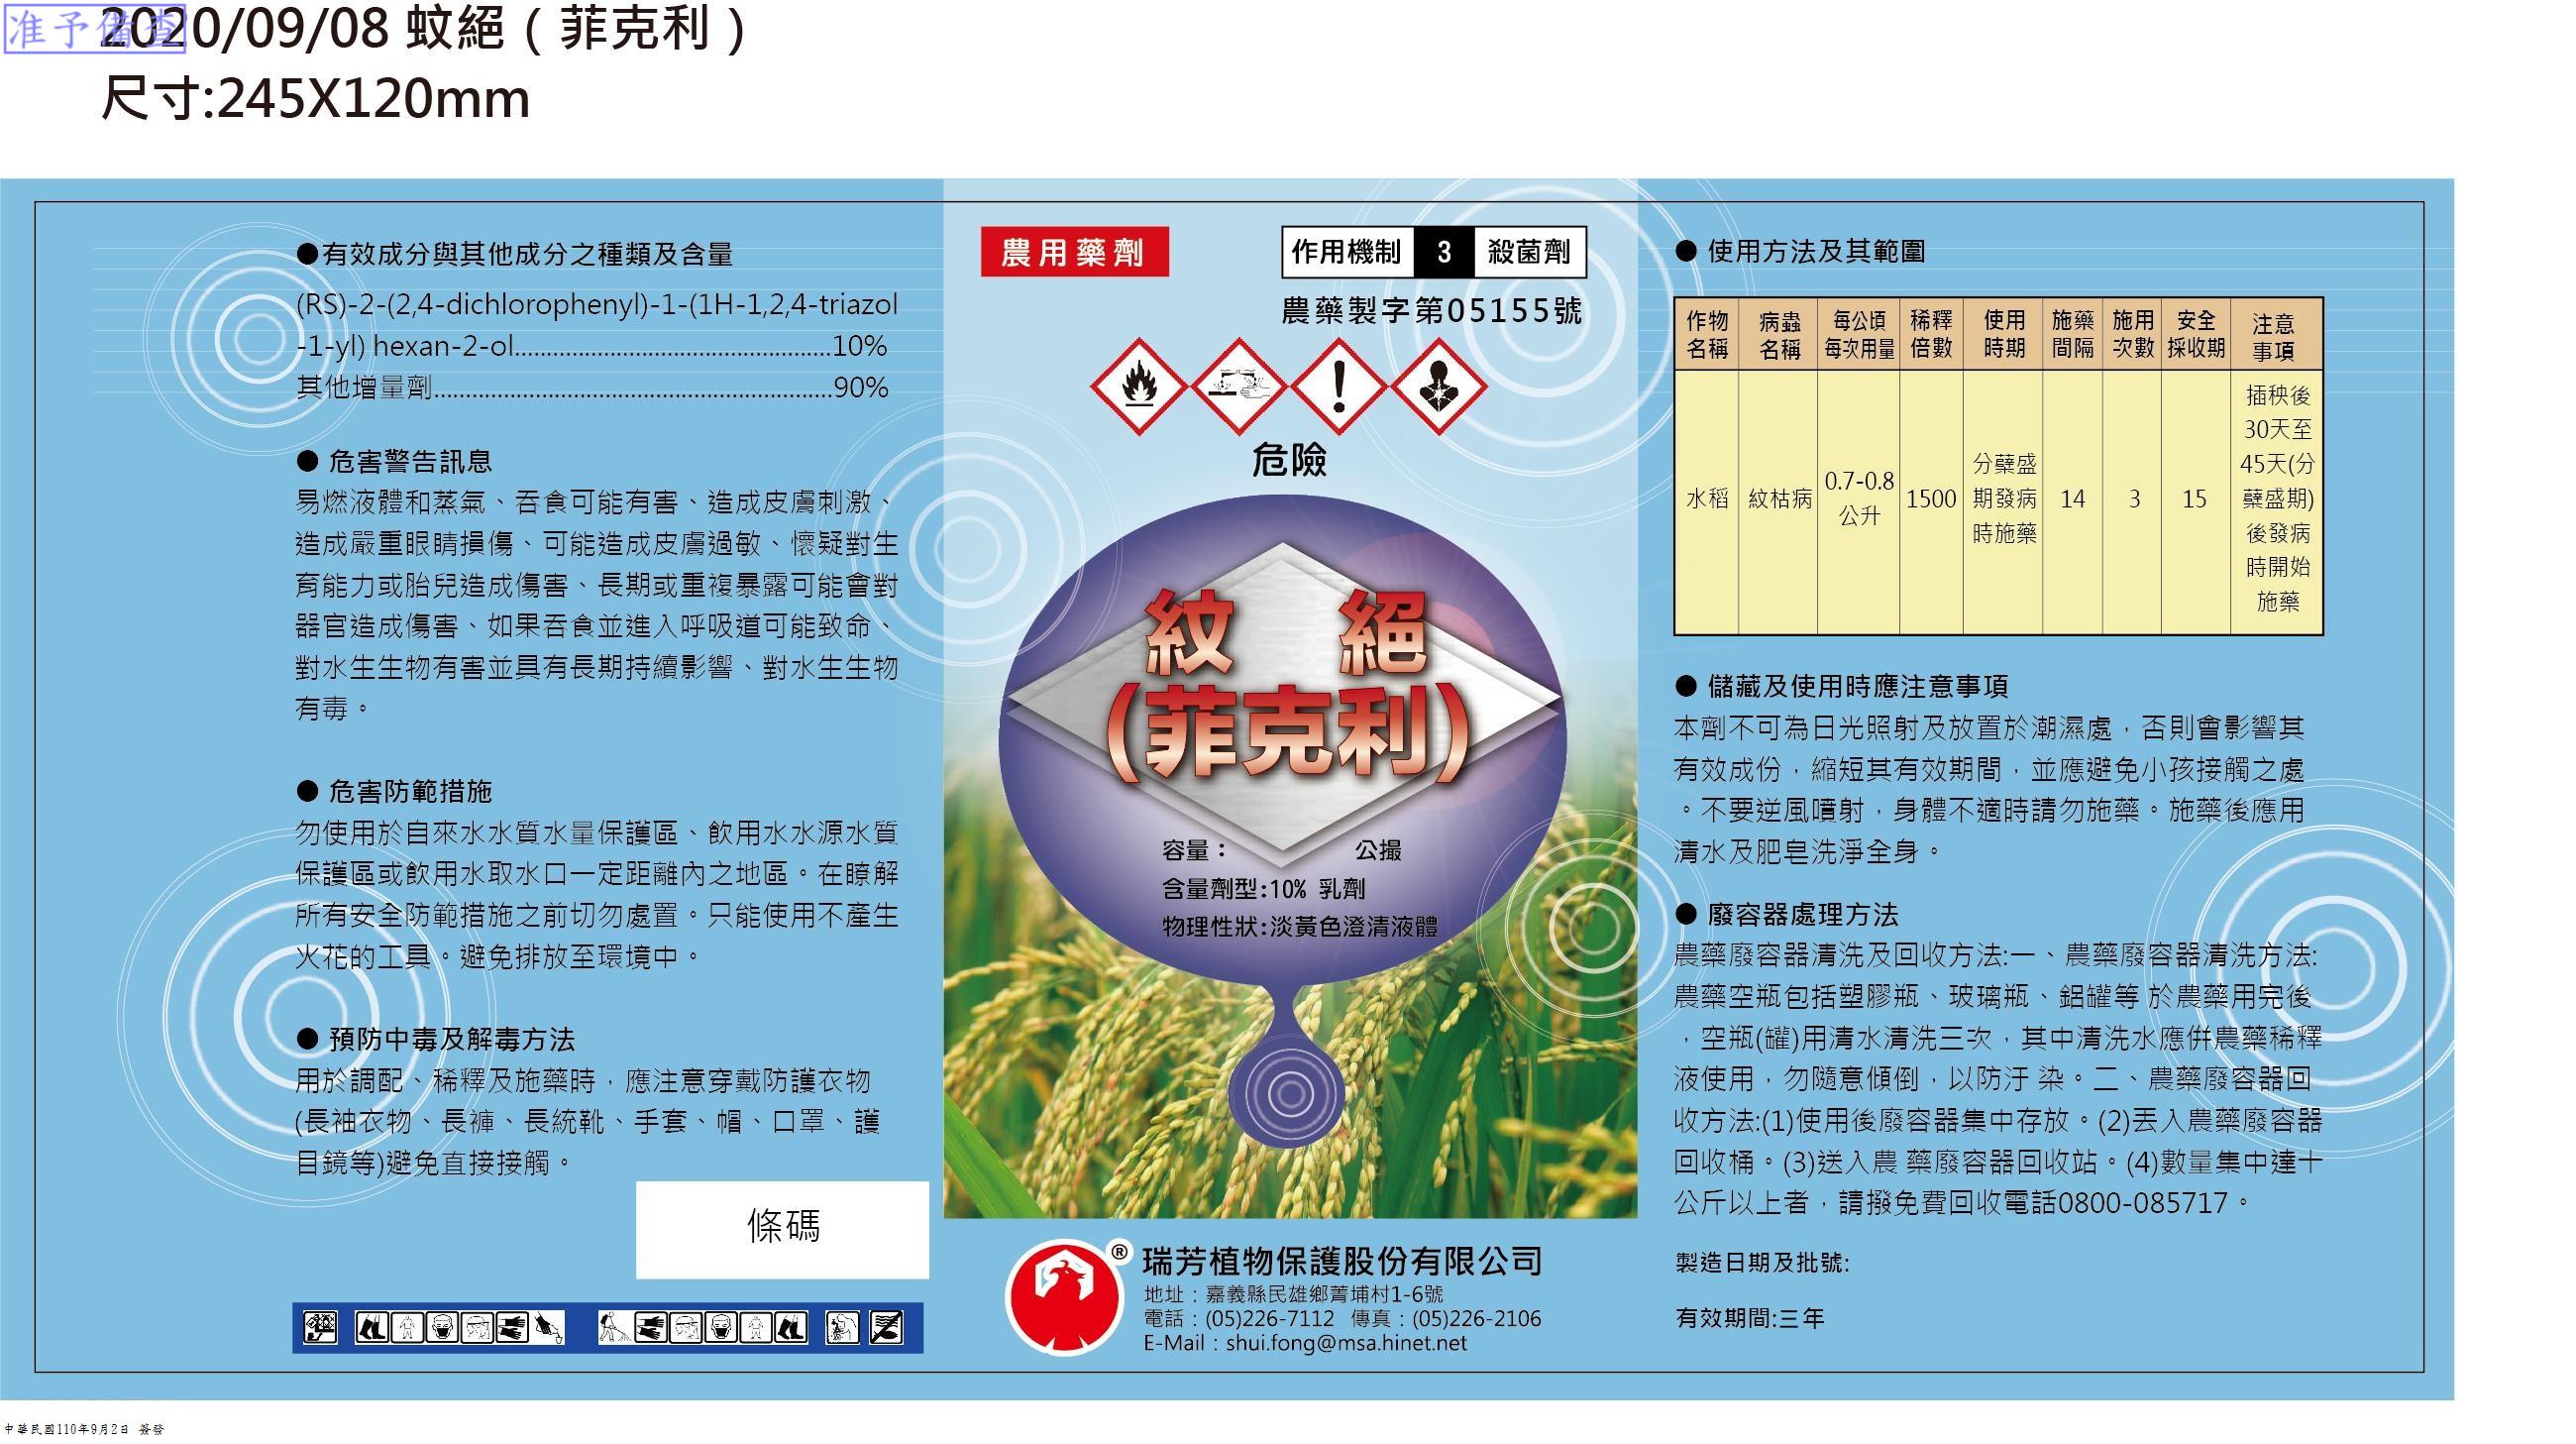 准予備查
2020/09/08 蚊絕（菲克利）
尺寸:245X120mm
●有效成分與其他成分之種類及含量
(RS)-2-(2,4-dichlorophenyl)-1-(1H-1,2,4-triazol
-1-yl) hexan-2-ol..................................................10%
其他增量劑...............................................................90%
● 危害警告訊息
易燃液體和蒸氣、吞食可能有害、造成皮膚刺激、
造成嚴重眼睛損傷、可能造成皮膚過敏、懷疑對生
育能力或胎兒造成傷害、長期或重複暴露可能會對
器官造成傷害、如果吞食並進入呼吸道可能致命、
對水生生物有害並具有長期持續影響、對水生生物
有毒。
● 危害防範措施
勿使用於自來水水質水量保護區、飲用水水源水質
保護區或飲用水取水口一定距離內之地區。在瞭解
所有安全防範措施之前切勿處置。只能使用不產生
火花的工具。避免排放至環境中。
● 預防中毒及解毒方法
用於調配、稀釋及施藥時，應注意穿戴防護衣物
(長袖衣物、長褲、長統靴、手套、帽、口罩、護
目鏡等)避免直接接觸。
條碼
農用藥劑
作用機制 3 殺菌劑
農藥製字第05155號
危險
紋 絕
(菲克利)
容量： 公撮
含量劑型:10% 乳劑
物理性狀:淡黃色澄清液體
® 瑞芳植物保護股份有限公司
地址：嘉義縣民雄鄉菁埔村1-6號
電話：(05)226-7112 傳真：(05)226-2106
E-Mail：shui.fong@msa.hinet.net
● 使用方法及其範圍
作物 病蟲 每公頃 稀釋 使用 施藥 施用 安全 注意
名稱 名稱 每次用量 倍數 時期 間隔 次數 採收期 事項
水稻 紋枯病 0.7-0.8 公升 1500 分蘗盛期發病時施藥 14 3 15 插秧後30天至45天(分蘗盛期)後發病時開始施藥
● 儲藏及使用時應注意事項
本劑不可為日光照射及放置於潮濕處，否則會影響其
有效成份，縮短其有效期間，並應避免小孩接觸之處
。不要逆風噴射，身體不適時請勿施藥。施藥後應用
清水及肥皂洗淨全身。
● 廢容器處理方法
農藥廢容器清洗及回收方法:一、農藥廢容器清洗方法:
農藥空瓶包括塑膠瓶、玻璃瓶、鋁罐等 於農藥用完後
，空瓶(罐)用清水清洗三次，其中清洗水應併農藥稀釋
液使用，勿隨意傾倒，以防汙 染。二、農藥廢容器回
收方法:(1)使用後廢容器集中存放。(2)丟入農藥廢容器
回收桶。(3)送入農 藥廢容器回收站。(4)數量集中達十
公斤以上者，請撥免費回收電話0800-085717。
製造日期及批號:
有效期間:三年
中華民國110年9月2日 簽發